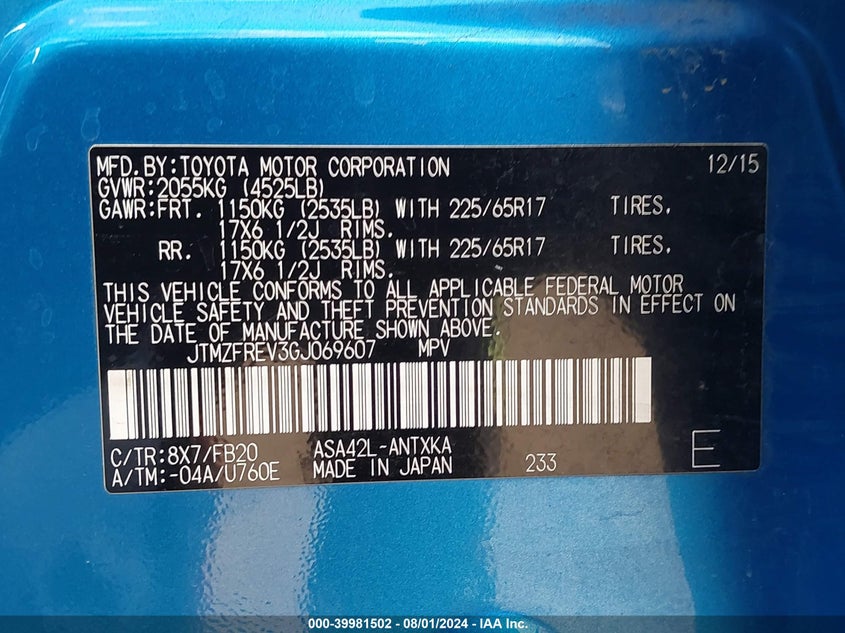 MFD.BY:TOYOTA MOTOR CORPORATION 12/15
GVWR:2055KG (4525LB)
GAWR:FRT. 1150KG (2535LB) WITH 225/65R17 TIRES.
17X6 1/2J RIMS.
RR. 1150KG (2535LB) WITH 225/65R17 TIRES.
17X6 1/2J RIMS.
THIS VEHICLE CONFORMS TO ALL APPLICABLE FEDERAL MOTOR
VEHICLE SAFETY AND THEFT PREVENTION STANDARDS IN EFFECT ON
THE DATE OF MANUFACTURE SHOWN ABOVE.
JTMZFREV3GJ069607 MPV
C/TR:8X7/FB20 ASA42L-ANTXKA
A/TM:-04A/U760E MADE IN JAPAN 233 E
000-39981502 - 08/01/2024 - IAA Inc.